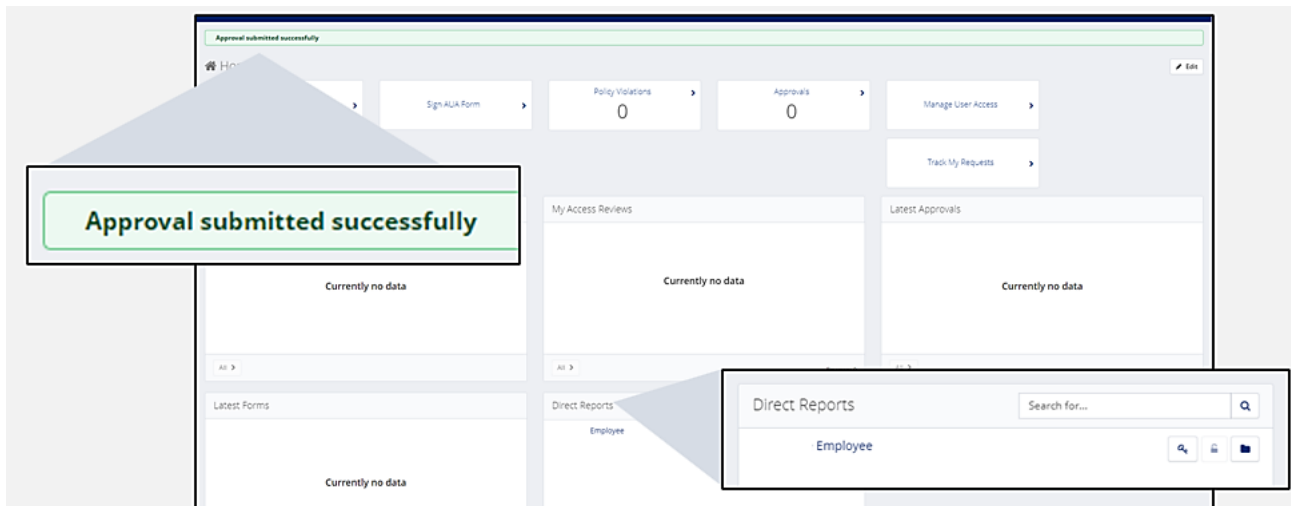 Approval submitted successfully
Edit
Sign AUA Form
Policy Violations
0
Approvals
0
Manage User Access
Track My Requests
Approval submitted successfully
My Access Reviews
Latest Approvals
Currently no data
Currently no data
Currently no data
All
All
Latest Forms
Direct Reports
Employee
Currently no data
Direct Reports
Search for...
Employee